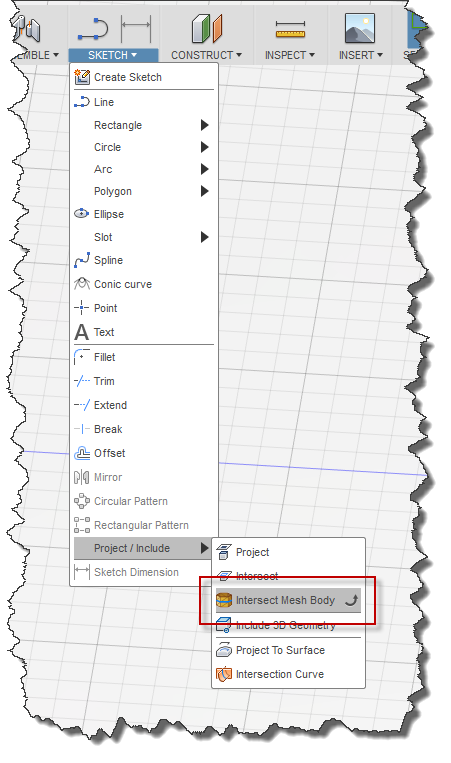 EMBLE SKETCH CONSTRUCT INSPECT INSERT
Create Sketch
Line
Rectangle
Circle
Arc
Polygon
Ellipse
Slot
Spline
Conic curve
Point
Text
Fillet
Trim
Extend
Break
Offset
Mirror
Circular Pattern
Rectangular Pattern
Project / Include
Sketch Dimension
Project
Intersect
Intersect Mesh Body
Include 3D Geometry
Project To Surface
Intersection Curve